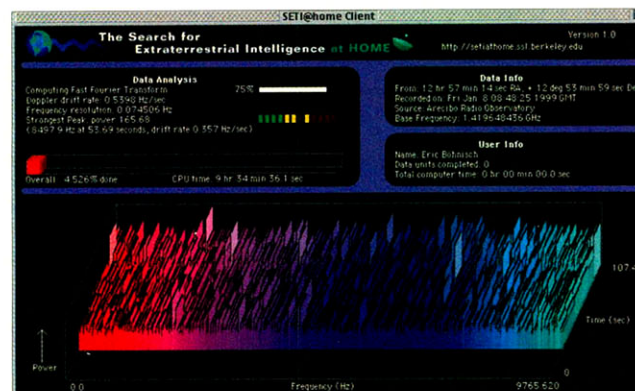 SETI@home Client
The Search for
Extraterrestrial Intelligence at HOME
Version 1.0
http://setiathome.ssl.berkeley.edu
Data Analysis
Computing Fast Fourier Transform 75%
Doppler drift rate: 0.5398 Hz/sec
Frequency resolution: 0.074506 Hz
Strongest Peak: power 165.68
(8497.9 Hz at 53.69 seconds, drift rate 0.357 Hz/sec)
Overall: 4.526% done CPU time: 9 hr 34 min 36.1 sec
Data Info
From: 12 hr 57 min 14 sec RA, + 12 deg 53 min 59 sec De
Recorded on: Fri Jan 8 08:48:25 1999 GMT
Source: Arecibo Radio Observatory
Base Frequency: 1.419648436 GHz
User Info
Name: Eric Bohnisch
Data units completed: 0
Total computer time: 0 hr 00 min 00.0 sec
107.4
Time (sec)
Power
0
0.0 Frequency (Hz) 9765.620